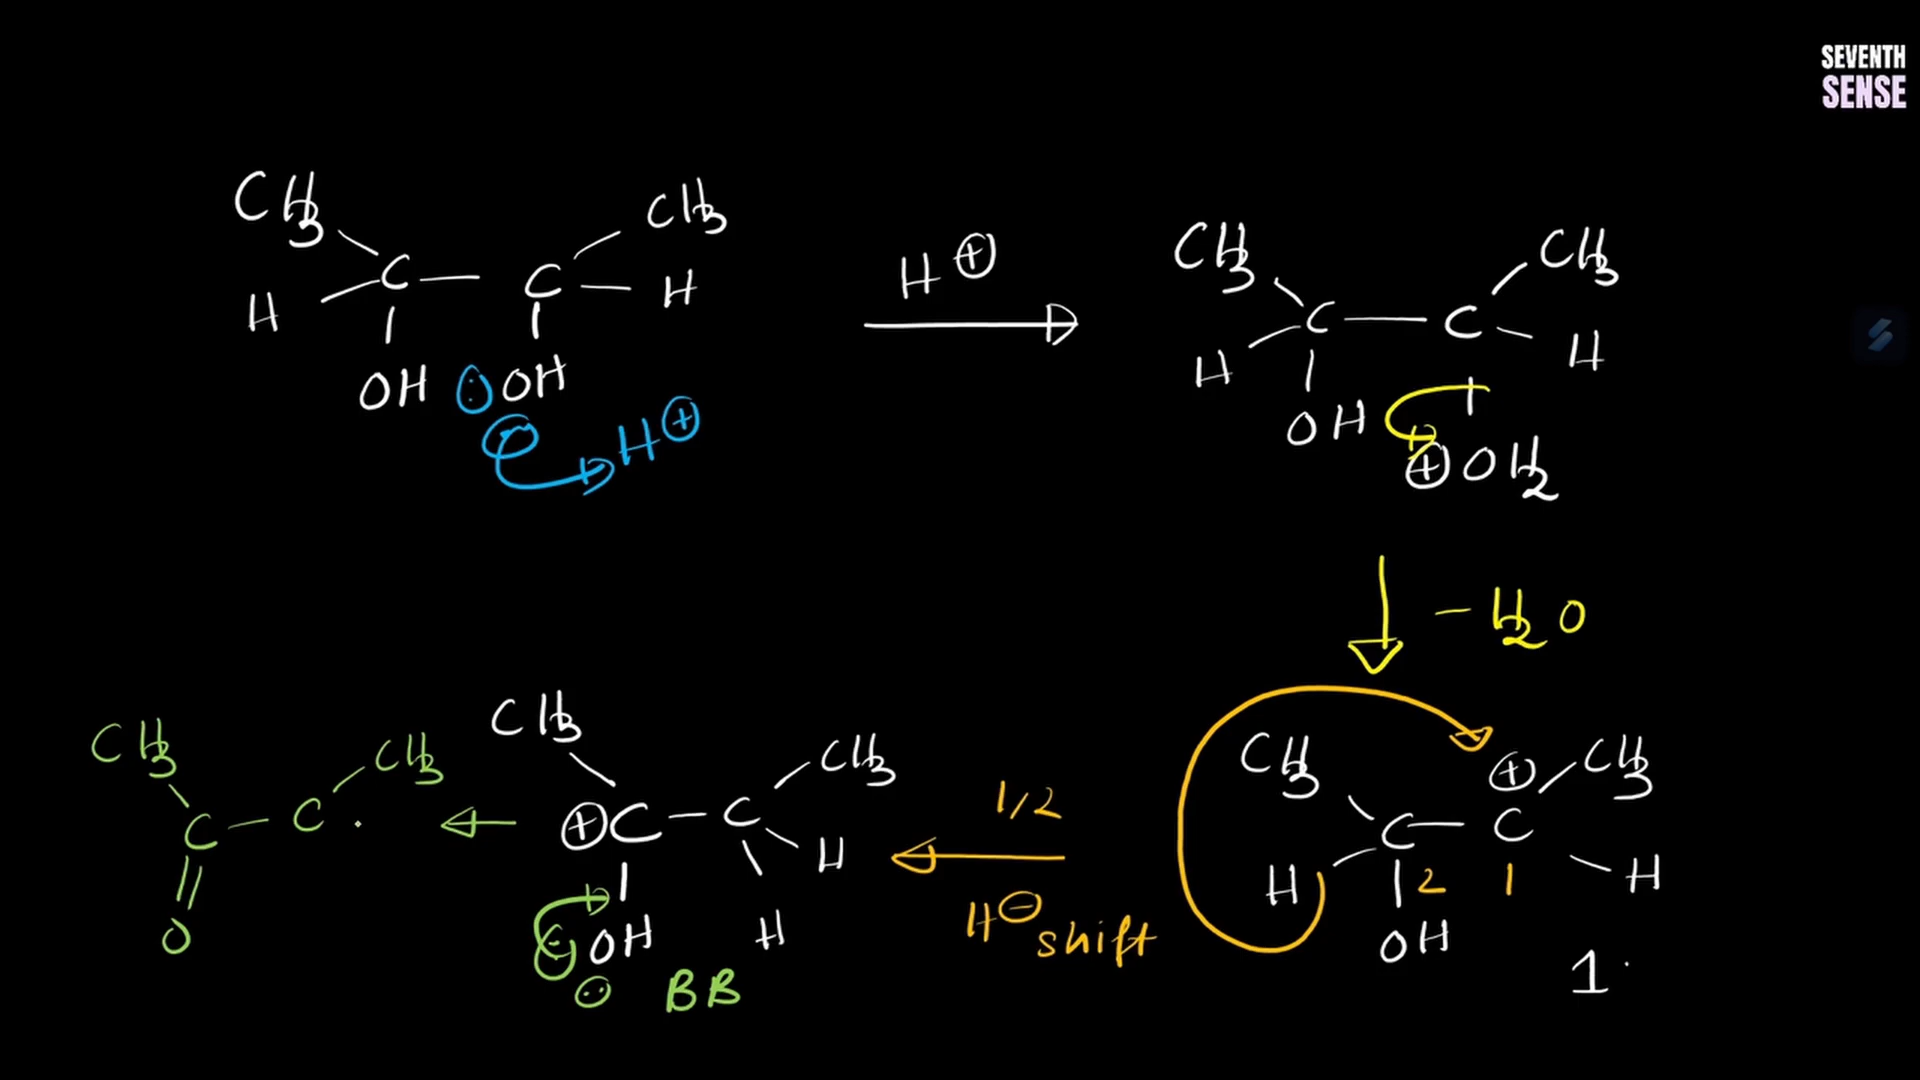 SEVENTH
SENSE
CH3 CH3
C — C
H H
OH OH
H⊕
H⊕
CH3 CH3
C — C
H H
OH ⊕OH2
- H2O
CH3 ⊕ CH3
C — C
H 2 1 H
OH
1
1,2
H⊖ shift
CH3 CH3
⊕C — C
H
OH H
BB
CH3 CH3
C — C
O